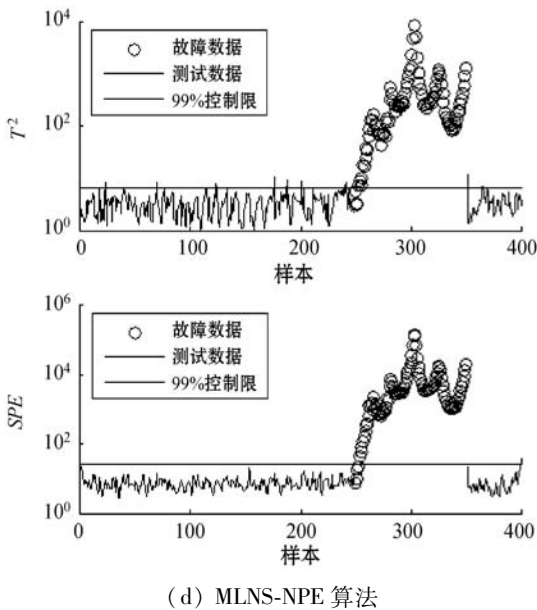 10⁴
故障数据
测试数据
99%控制限
10²
T²
10⁰
0 100 200 300 400
样本
10⁶
故障数据
测试数据
99%控制限
10⁴
SPE
10²
10⁰
0 100 200 300 400
样本
(d) MLNS-NPE 算法